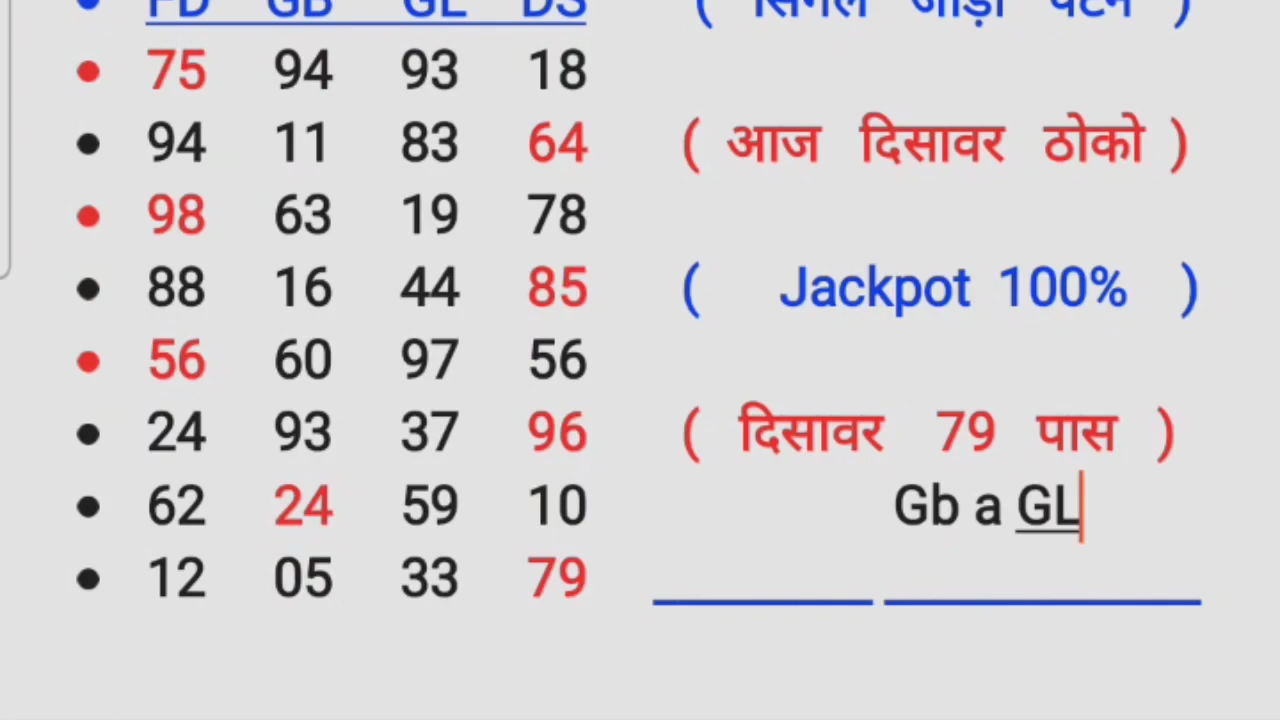 FD GB GL DS ( सिंगल जोड़ी पैटर्न )
75 94 93 18
94 11 83 64 ( आज दिसावर ठोको )
98 63 19 78
88 16 44 85 ( Jackpot 100% )
56 60 97 56
24 93 37 96 ( दिसावर 79 पास )
62 24 59 10 Gb a GL
12 05 33 79